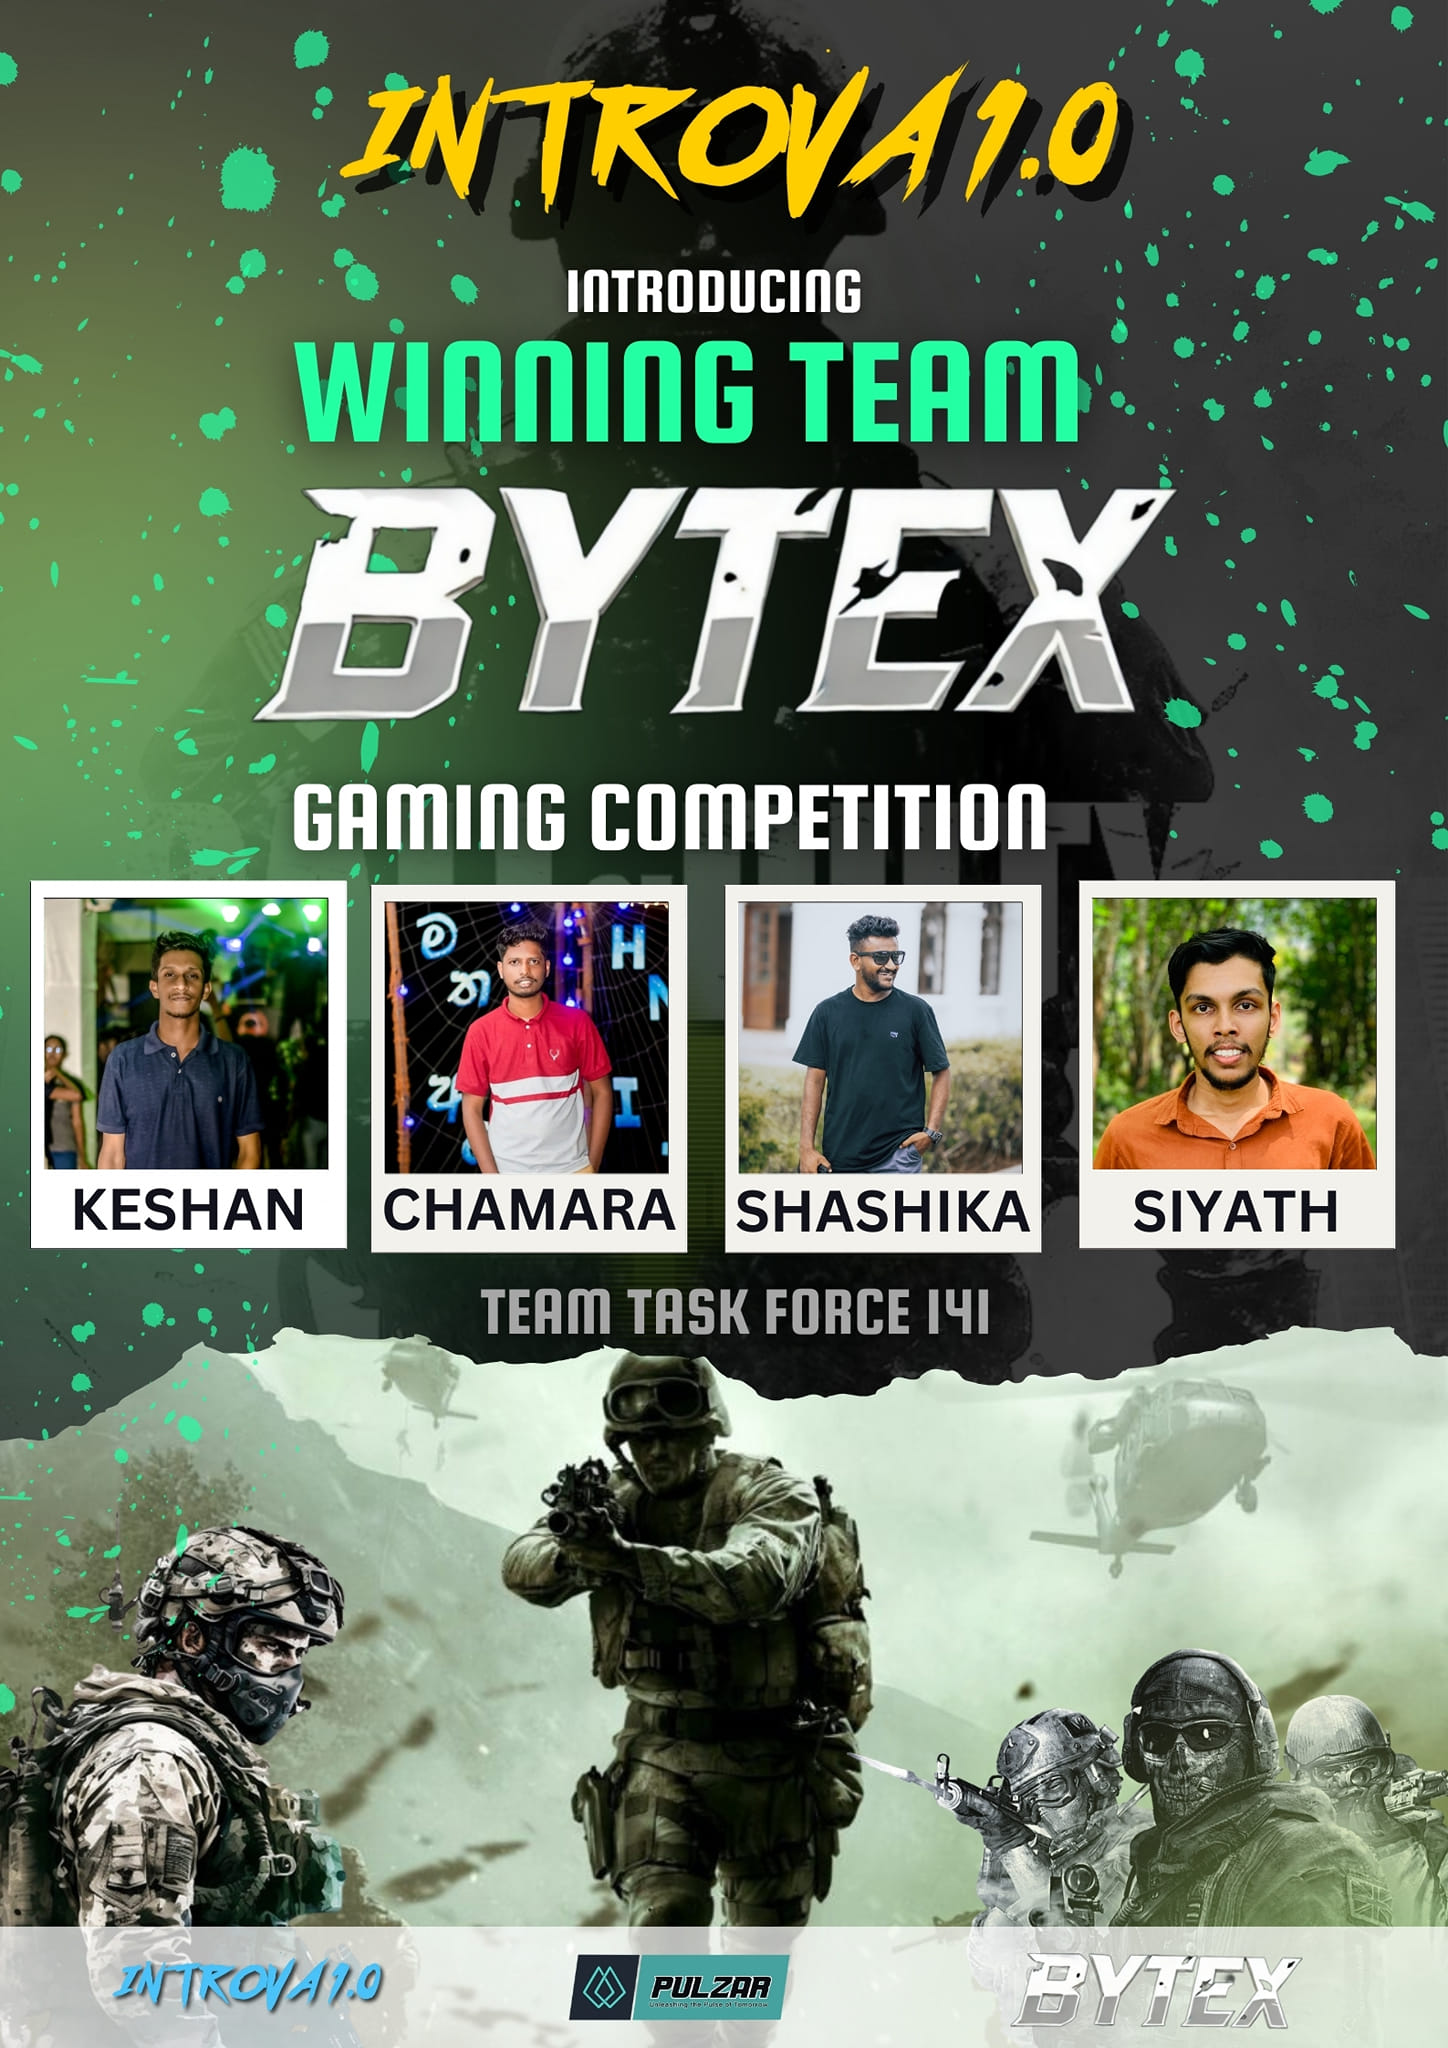 INTROVA 1.0
INTRODUCING
WINNING TEAM
BYTEX
GAMING COMPETITION
ම
ත
අ
H
N
I
KESHAN
CHAMARA
SHASHIKA
SIYATH
TEAM TASK FORCE 141
INTROVA 1.0
PULZAR
Unleashing the Pulse of Tomorrow
BYTEX